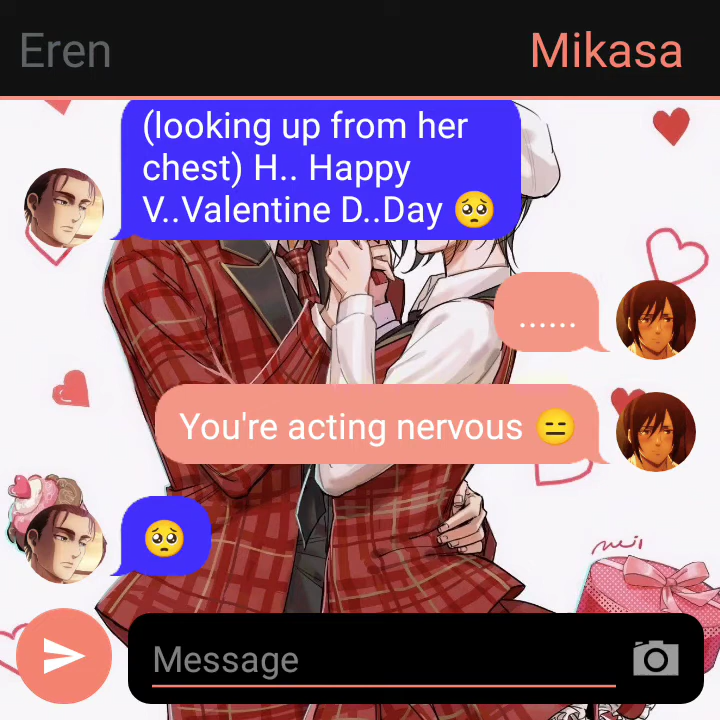 Eren
Mikasa
(looking up from her
chest) H.. Happy
V..Valentine D..Day 🥺
......
You're acting nervous 😑
🥺
Message